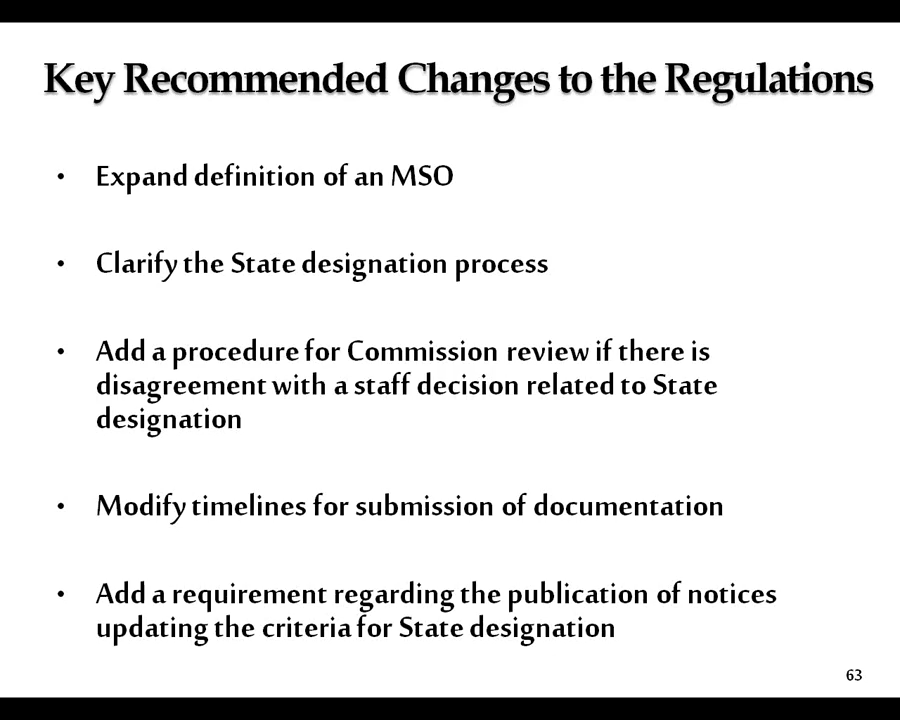 Key Recommended Changes to the Regulations
• Expand definition of an MSO
• Clarify the State designation process
• Add a procedure for Commission review if there is
disagreement with a staff decision related to State
designation
• Modify timelines for submission of documentation
• Add a requirement regarding the publication of notices
updating the criteria for State designation
63